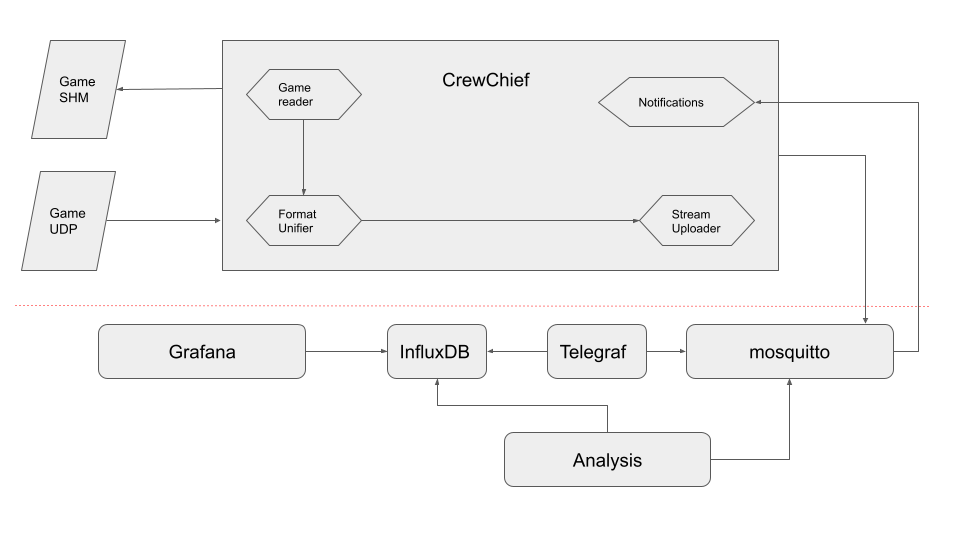 Game
SHM
CrewChief
Game
reader
Notifications
Game
UDP
Format
Unifier
Stream
Uploader
Grafana
InfluxDB
Telegraf
mosquitto
Analysis